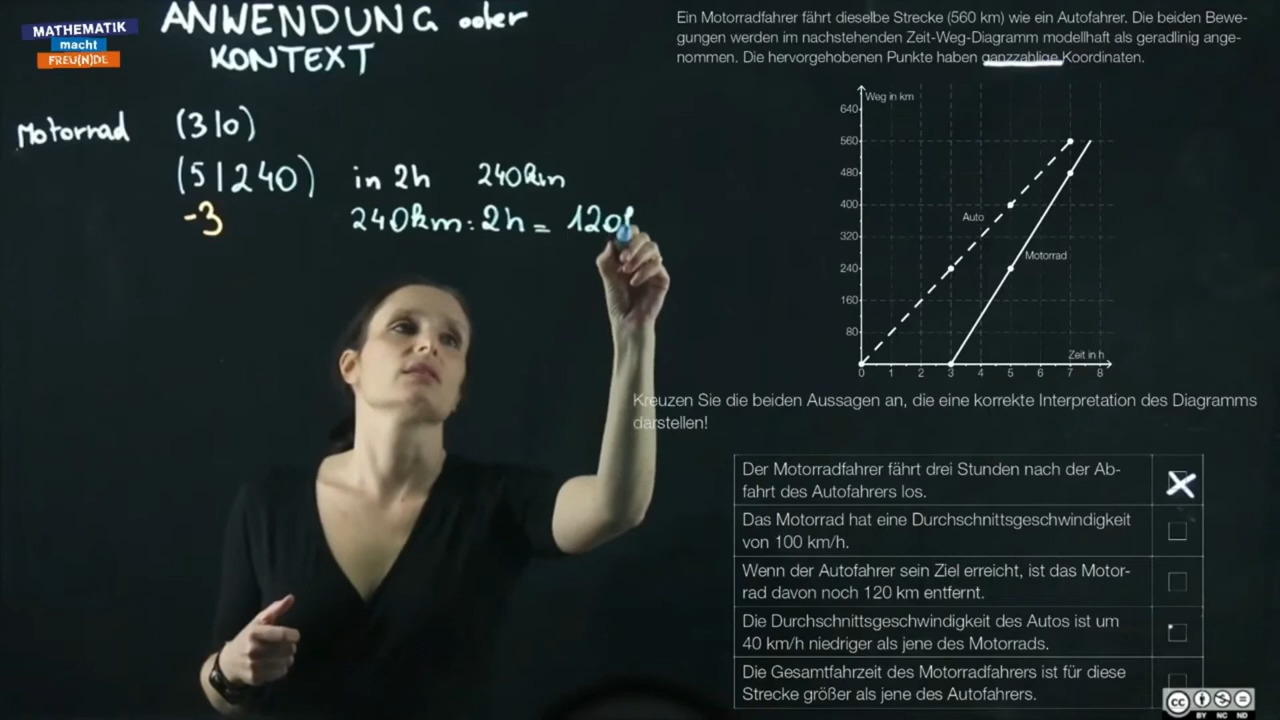 MATHEMATIK
macht
FREU(N)DE
ANWENDUNG oder
KONTEXT
Motorrad (3|0)
(5|240) in 2h 240km
-3 240km : 2h = 120
Ein Motorradfahrer fährt dieselbe Strecke (560 km) wie ein Autofahrer. Die beiden Bewe-
gungen werden im nachstehenden Zeit-Weg-Diagramm modellhaft als geradlinig ange-
nommen. Die hervorgehobenen Punkte haben ganzzahlige Koordinaten.
Weg in km
640
560
480
400
Auto
320
Motorrad
240
160
80
Zeit in h
0 1 2 3 4 5 6 7 8
Kreuzen Sie die beiden Aussagen an, die eine korrekte Interpretation des Diagramms
darstellen!
Der Motorradfahrer fährt drei Stunden nach der Ab-
fahrt des Autofahrers los.
Das Motorrad hat eine Durchschnittsgeschwindigkeit
von 100 km/h.
Wenn der Autofahrer sein Ziel erreicht, ist das Motor-
rad davon noch 120 km entfernt.
Die Durchschnittsgeschwindigkeit des Autos ist um
40 km/h niedriger als jene des Motorrads.
Die Gesamtfahrzeit des Motorradfahrers ist für diese
Strecke größer als jene des Autofahrers.
cc
BY NC ND